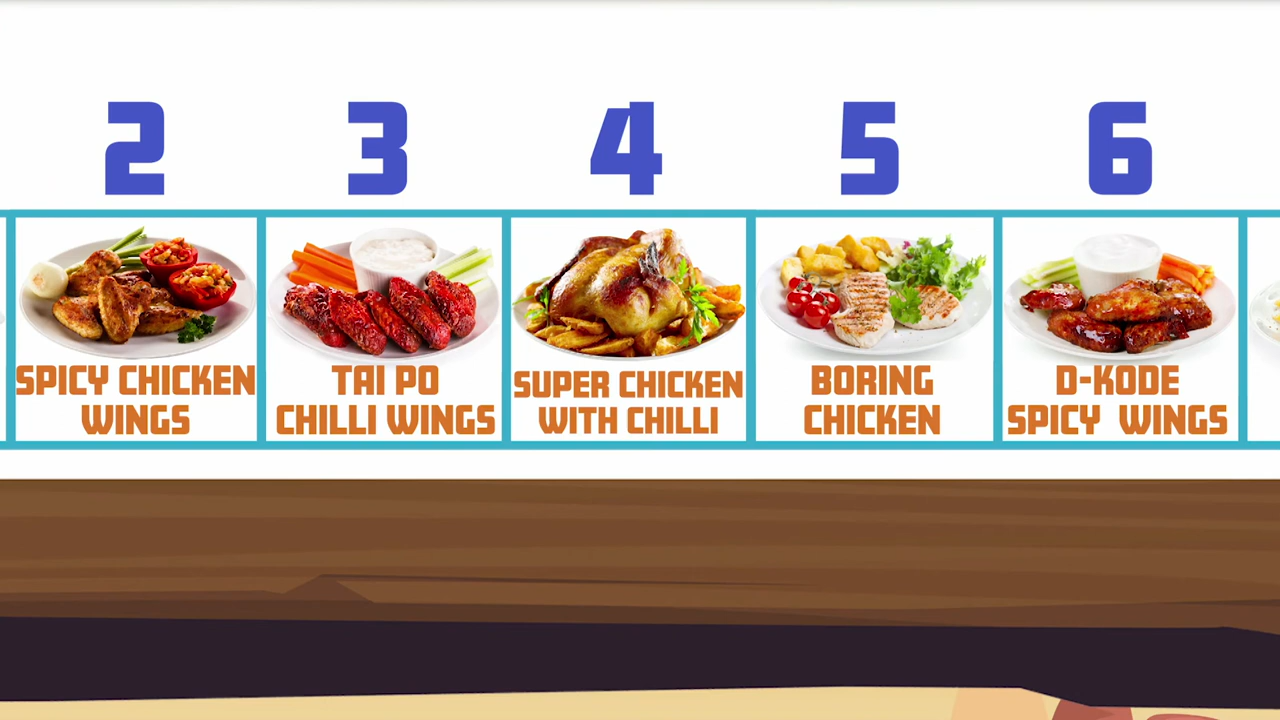 2 3 4 5 6
SPICY CHICKEN
WINGS
TAI PO
CHILLI WINGS
SUPER CHICKEN
WITH CHILLI
BORING
CHICKEN
D-KODE
SPICY WINGS